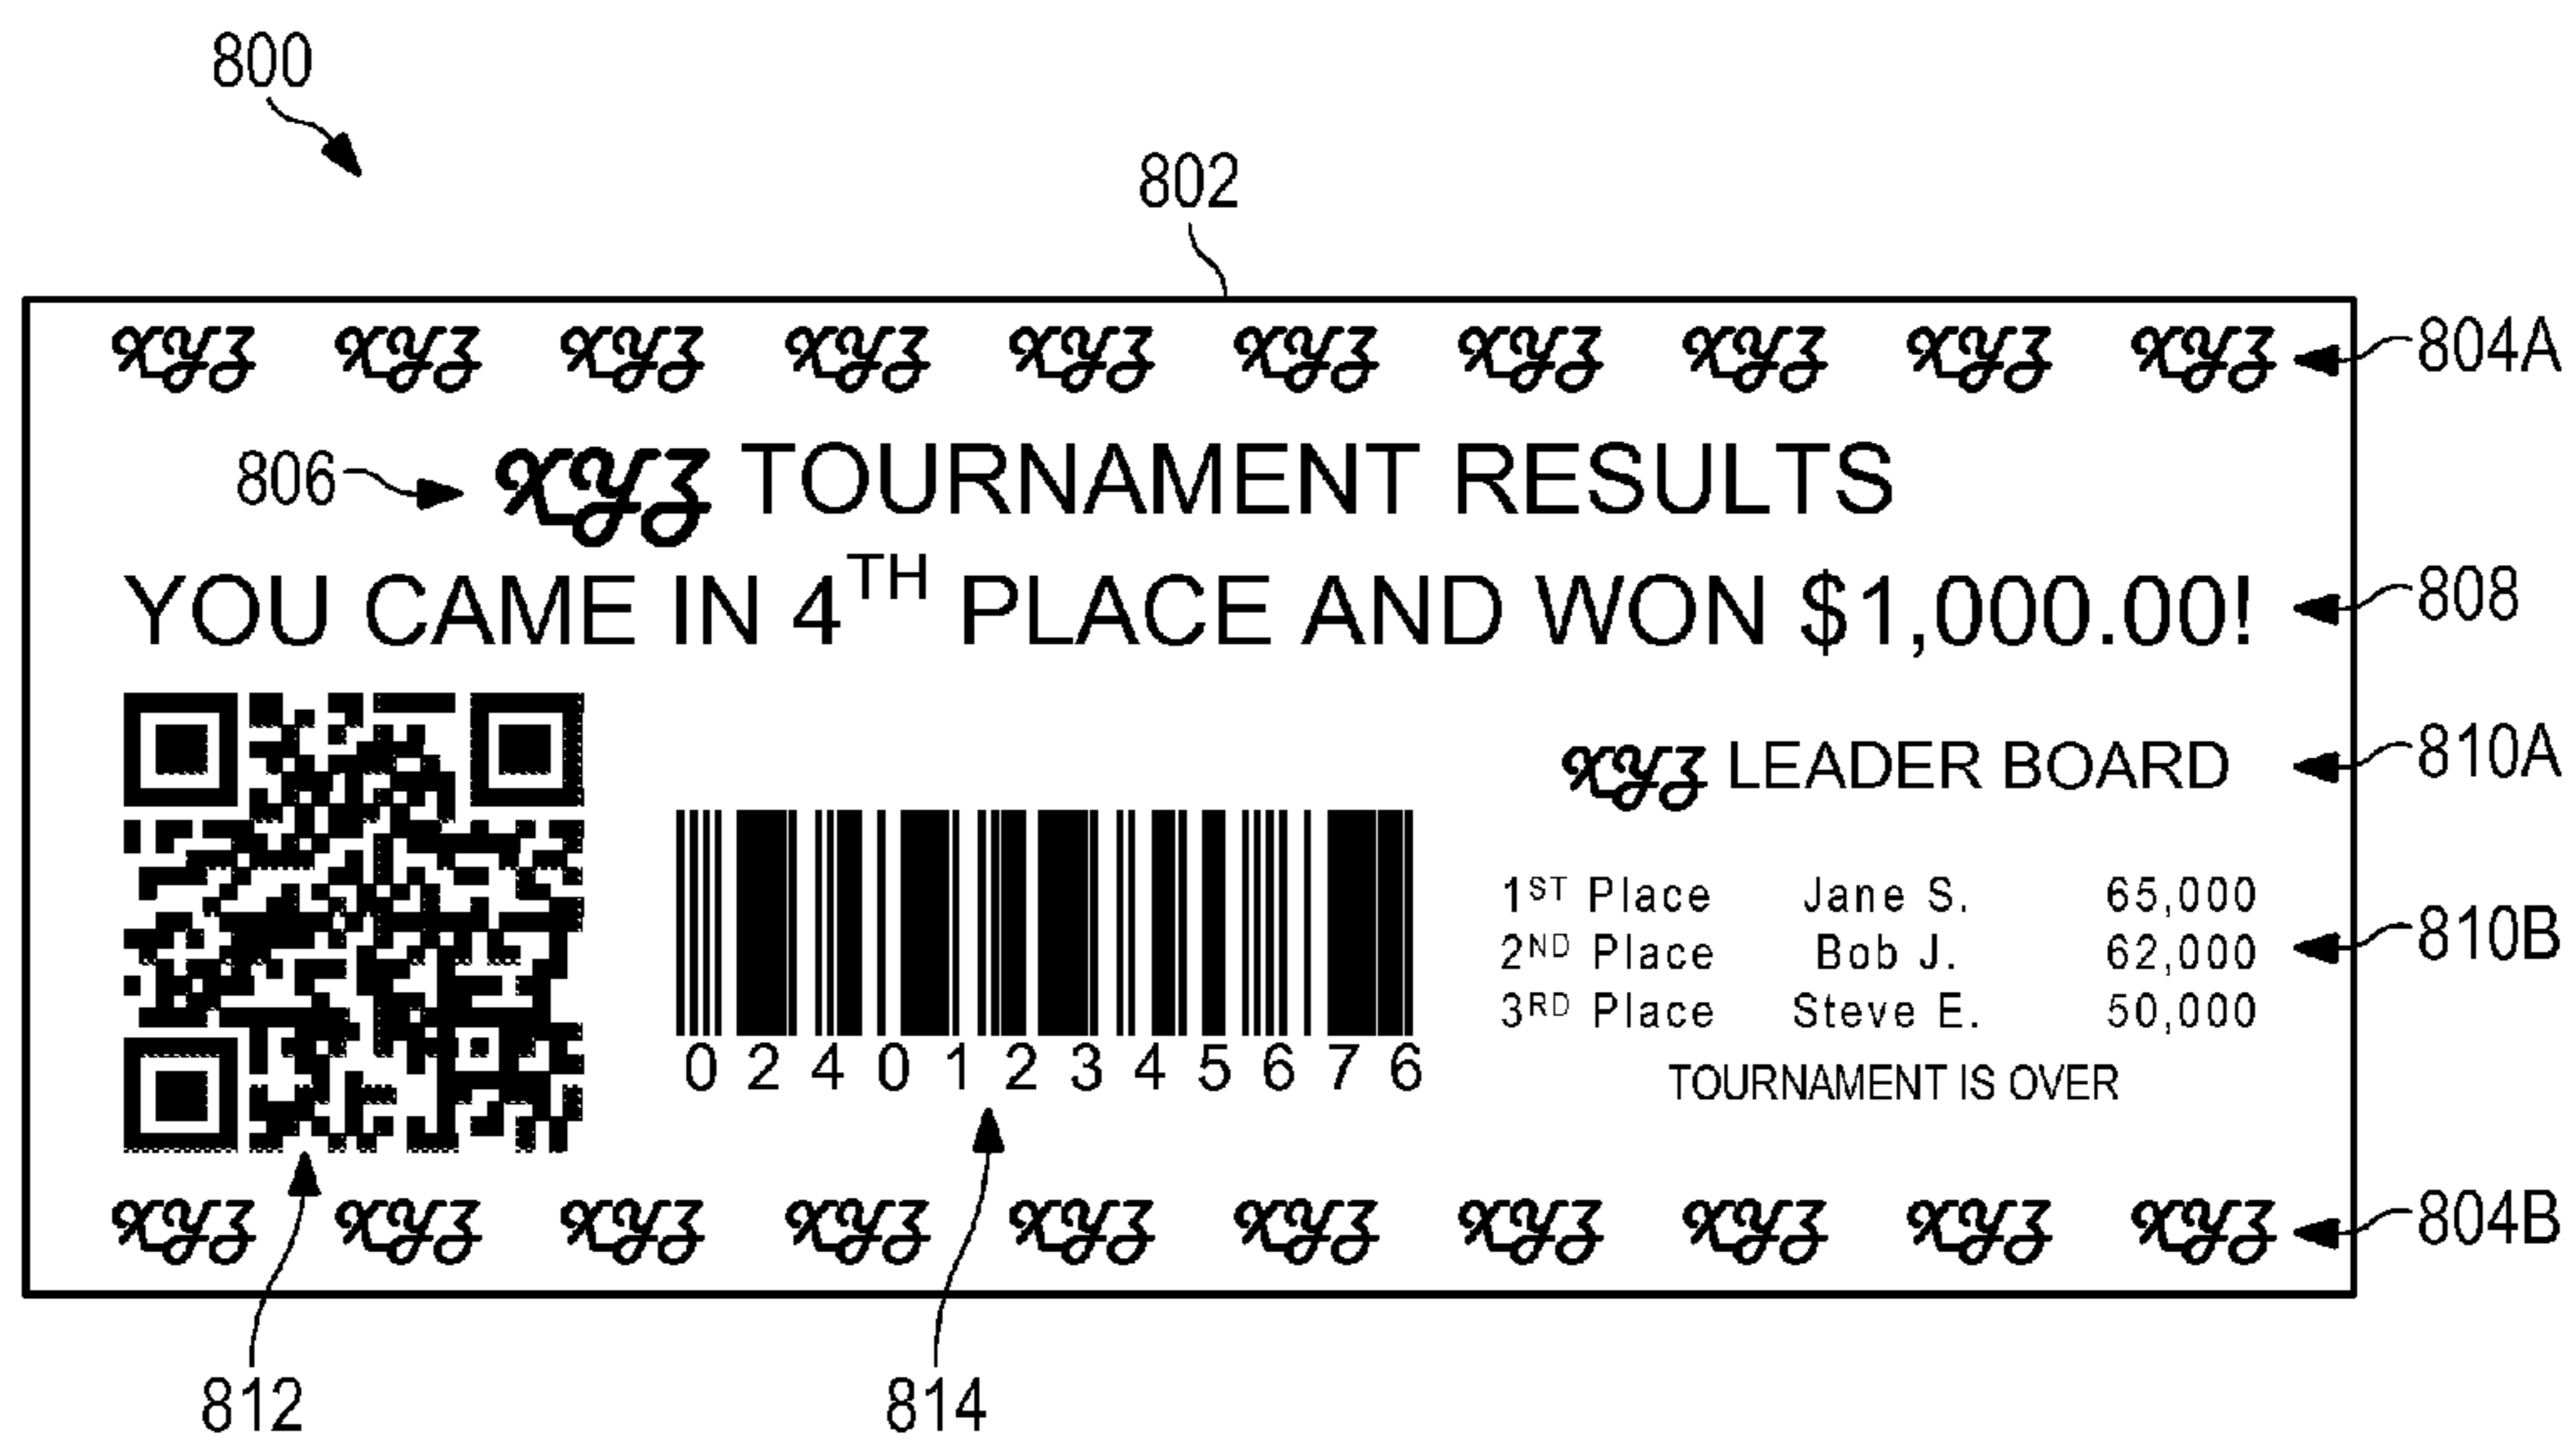 800
802
XYZ XYZ XYZ XYZ XYZ XYZ XYZ XYZ XYZ XYZ 804A
806 XYZ TOURNAMENT RESULTS
YOU CAME IN 4TH PLACE AND WON $1,000.00! 808
XYZ LEADER BOARD 810A
1ST Place Jane S. 65,000
2ND Place Bob J. 62,000 810B
3RD Place Steve E. 50,000
0 2 4 0 1 2 3 4 5 6 7 6
TOURNAMENT IS OVER
XYZ XYZ XYZ XYZ XYZ XYZ XYZ XYZ XYZ XYZ 804B
812 814